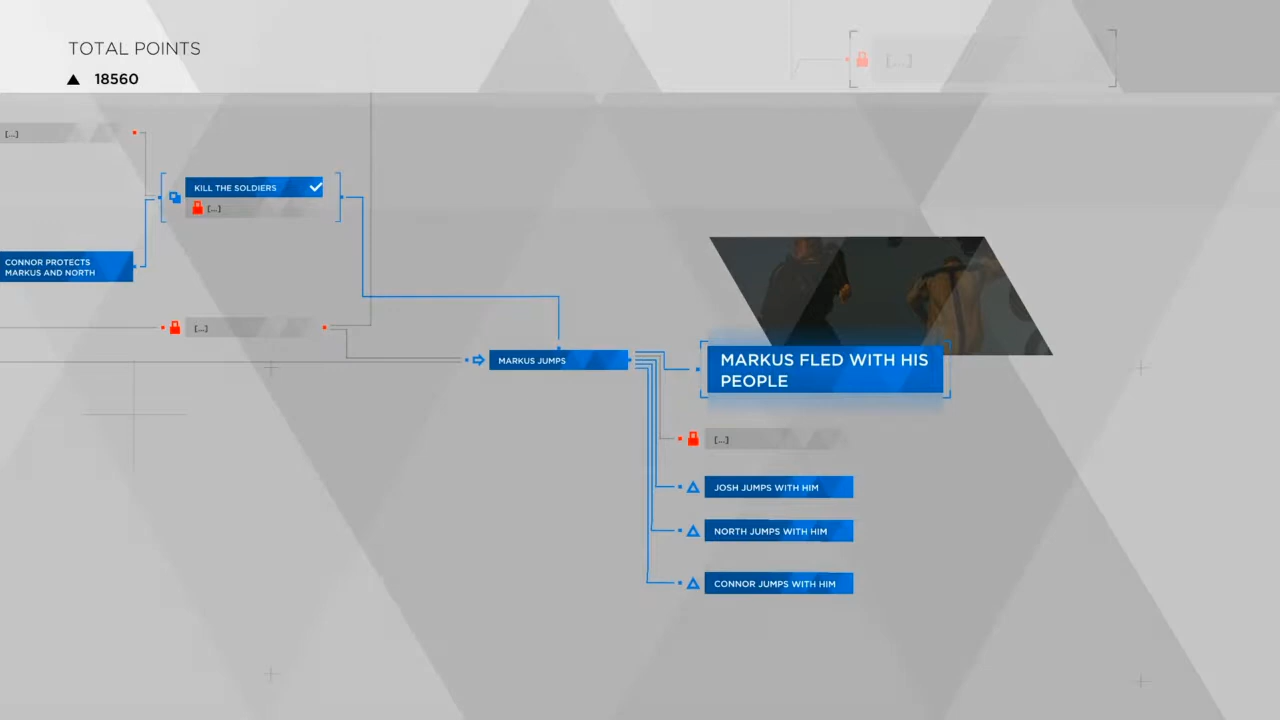 TOTAL POINTS
18560
[...]
[...]
KILL THE SOLDIERS
[...]
CONNOR PROTECTS
MARKUS AND NORTH
[...]
MARKUS JUMPS
MARKUS FLED WITH HIS
PEOPLE
[...]
JOSH JUMPS WITH HIM
NORTH JUMPS WITH HIM
CONNOR JUMPS WITH HIM